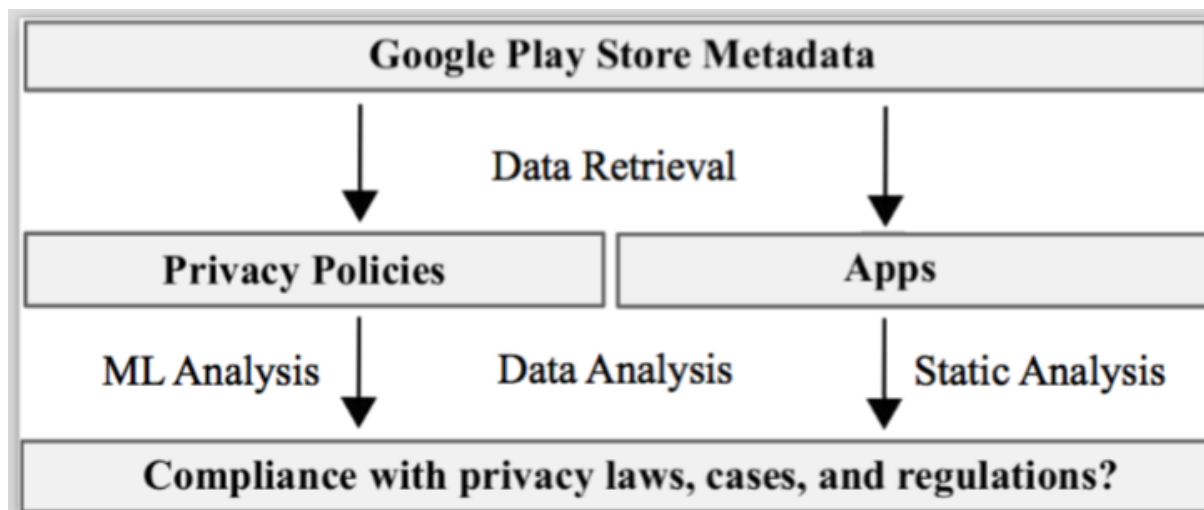 Google Play Store Metadata
Data Retrieval
Privacy Policies
Apps
ML Analysis
Data Analysis
Static Analysis
Compliance with privacy laws, cases, and regulations?